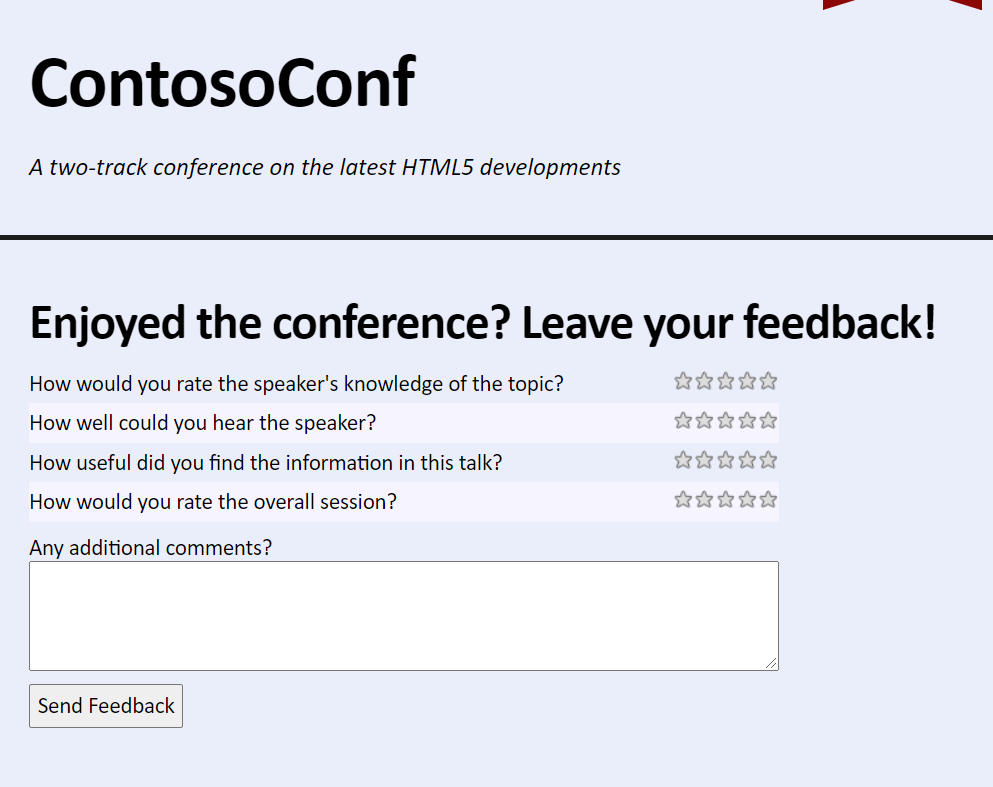 ContosoConf
A two-track conference on the latest HTML5 developments
Enjoyed the conference? Leave your feedback!
How would you rate the speaker's knowledge of the topic?
How well could you hear the speaker?
How useful did you find the information in this talk?
How would you rate the overall session?
Any additional comments?
Send Feedback